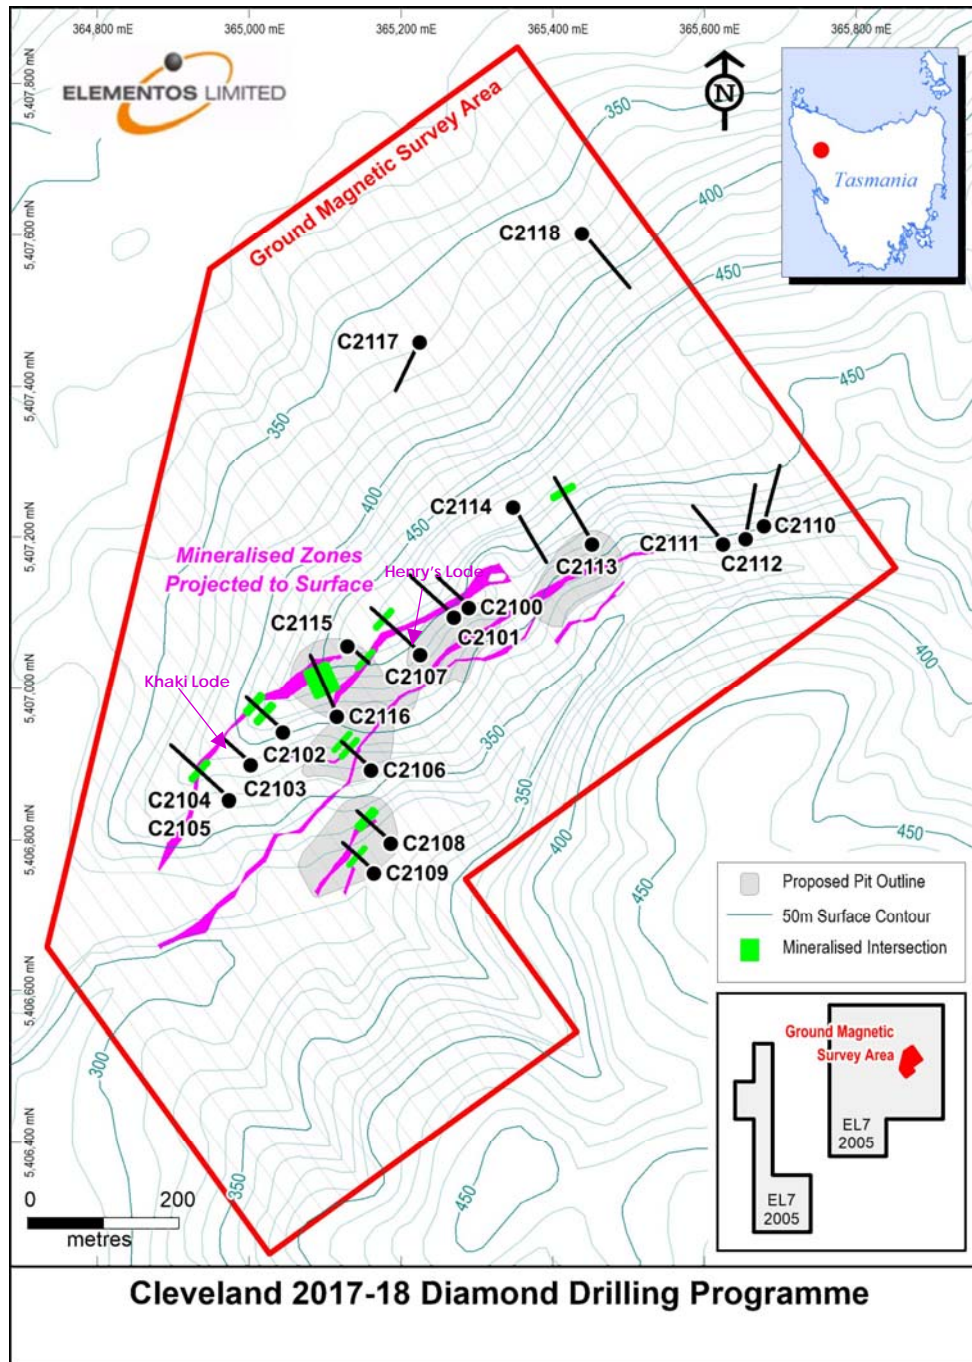 364,800 mE
365,000 mE
365,200 mE
365,400 mE
365,600 mE
365,800 mE
5,407,800 mN
5,407,600 mN
5,407,400 mN
5,407,200 mN
5,407,000 mN
5,406,800 mN
5,406,600 mN
5,406,400 mN
ELEMENTOS LIMITED
N
Tasmania
Ground Magnetic Survey Area
350
400
450
C2118
C2117
350
400
450
450
C2114
C2113
C2111
C2110
C2112
Mineralised Zones
Projected to Surface
Henry's Lode
C2100
C2101
C2115
C2107
Khaki Lode
C2116
C2102
C2103
C2106
C2104
C2105
C2108
C2109
350
350
400
400
450
450
300
350
450
Proposed Pit Outline
50m Surface Contour
Mineralised Intersection
Ground Magnetic
Survey Area
EL7
2005
EL7
2005
0 200
metres
Cleveland 2017-18 Diamond Drilling Programme